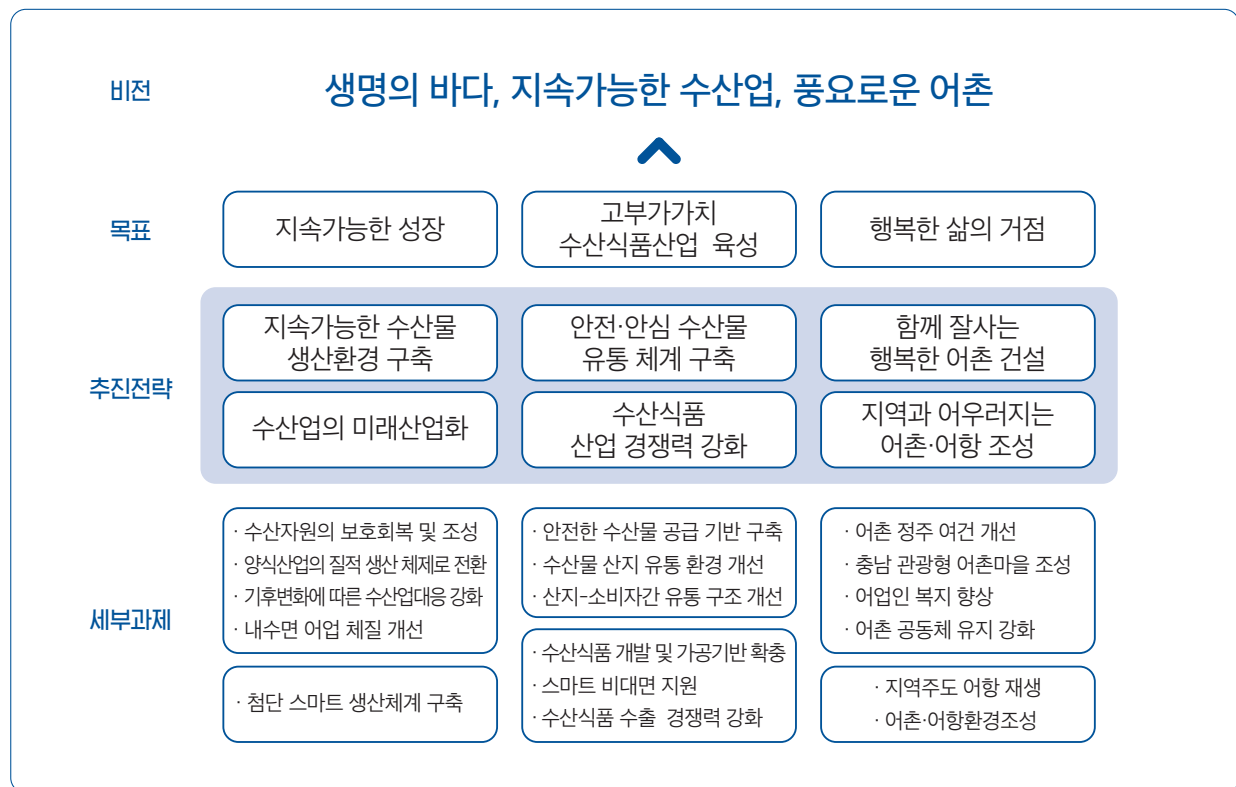 비전
생명의 바다, 지속가능한 수산업, 풍요로운 어촌
목표
지속가능한 성장
고부가가치
수산식품산업 육성
행복한 삶의 거점
추진전략
지속가능한 수산물
생산환경 구축
안전·안심 수산물
유통 체계 구축
함께 잘사는
행복한 어촌 건설
수산업의 미래산업화
수산식품
산업 경쟁력 강화
지역과 어우러지는
어촌·어항 조성
세부과제
· 수산자원의 보호회복 및 조성
· 양식산업의 질적 생산 체제로 전환
· 기후변화에 따른 수산업대응 강화
· 내수면 어업 체질 개선
· 안전한 수산물 공급 기반 구축
· 수산물 산지 유통 환경 개선
· 산지-소비자간 유통 구조 개선
· 어촌 정주 여건 개선
· 충남 관광형 어촌마을 조성
· 어업인 복지 향상
· 어촌 공동체 유지 강화
· 첨단 스마트 생산체계 구축
· 수산식품 개발 및 가공기반 확충
· 스마트 비대면 지원
· 수산식품 수출 경쟁력 강화
· 지역주도 어항 재생
· 어촌·어항환경조성